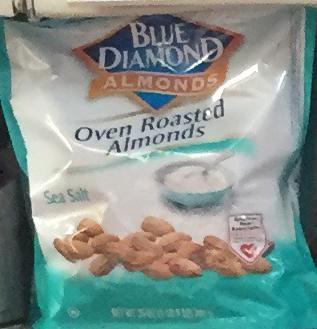 BLUE
DIAMOND
ALMONDS
Oven Roasted
Almonds
Sea Salt